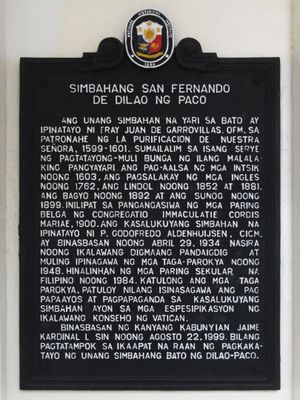 SIMBAHANG SAN FERNANDO
DE DILAO NG PACO
ANG UNANG SIMBAHAN NA YARI SA BATO AY
IPINATAYO NI FRAY JUAN DE GARROVILLAS, OFM, SA
PATRONAHE NG LA PURIFICACION DE NUESTRA
SEÑORA, 1599-1601. SUMAILALIM SA ILANG SERYE
NG PAGTATAYONG-MULI BUNGA NG ILANG MALALA-
KING PANGYAYARI ANG PAG-AALSA NG MGA INTSIK
NOONG 1603, ANG PAGSALAKAY NG MGA INGLES
NOONG 1762, ANG LINDOL NOONG 1852 AT 1881,
ANG BAGYO NOONG 1892 AT ANG SUNOG NOONG
1899. INILIPAT SA PANGANGASIWA NG MGA PARING
BELGA NG CONGREGATIO IMMACULATIE CORDIS
MARIAE, 1900. ANG KASALUKUYANG SIMBAHAN NA
IPINATAYO NI P. GODOFREDO ALDENHUIJSEN, CICM,
AY BINASBASAN NOONG ABRIL 29, 1934 NASIRA
NOONG IKALAWANG DIGMAANG PANDAIGDIG AT
MULING IPINAGAWA NG MGA TAGA-PAROKYA NOONG
1948. HINALINHAN NG MGA PARING SEKULAR NA
FILIPINO NOONG 1984. KATULONG ANG MGA TAGA
PAROKYA, PATULOY NILANG ISINASAGAWA ANG PAG
PAPAAYOS AT PAGPAPAGANDA SA KASALUKUYANG
SIMBAHAN AYON SA MGA ESPESIPIKASYON NG
IKALAWANG KONSEHO NG VATICAN.
BINASBASAN NG KANYANG KABUNYIAN JAIME
KARDINAL L SIN NOONG AGOSTO 22, 1999. BILANG
PAGTATAMPOK SA IKAAPAT NA RAAN NG PAGKAKA-
TAYO NG UNANG SIMBAHANG BATO NG DILAO-PACO.